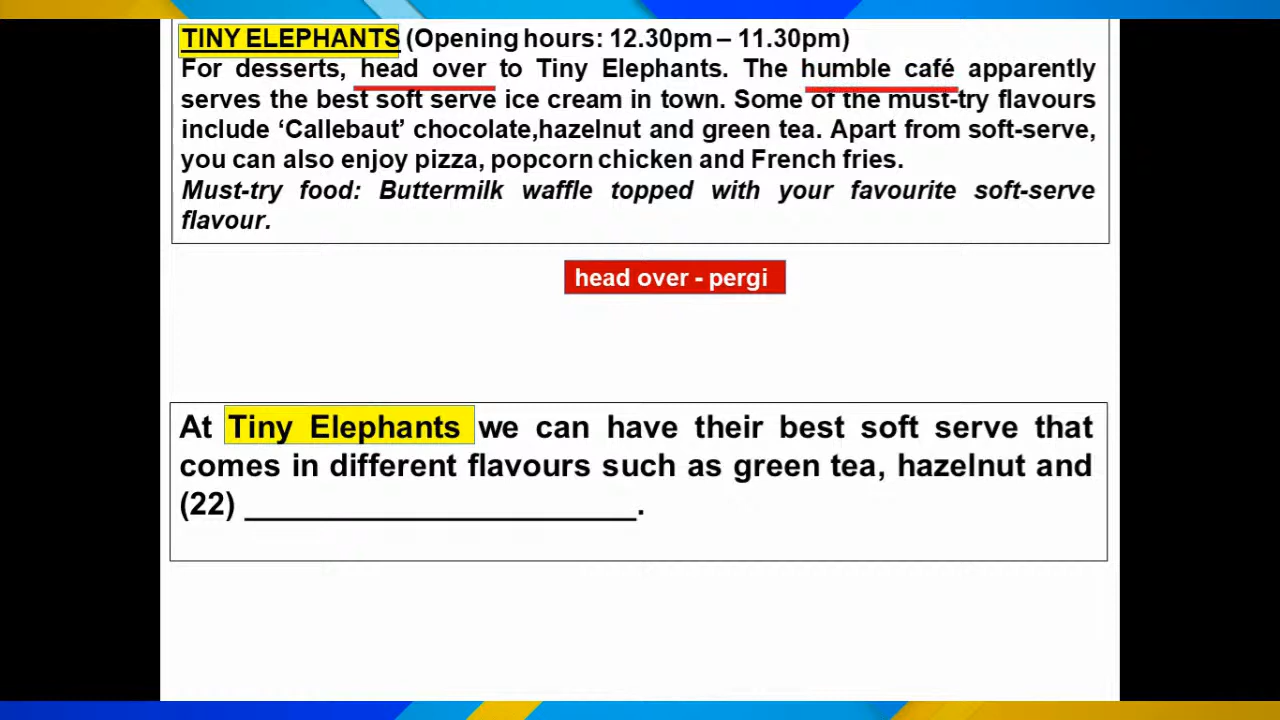 TINY ELEPHANTS (Opening hours: 12.30pm – 11.30pm)
For desserts, head over to Tiny Elephants. The humble café apparently
serves the best soft serve ice cream in town. Some of the must-try flavours
include ‘Callebaut’ chocolate,hazelnut and green tea. Apart from soft-serve,
you can also enjoy pizza, popcorn chicken and French fries.
Must-try food: Buttermilk waffle topped with your favourite soft-serve
flavour.
head over - pergi
At Tiny Elephants we can have their best soft serve that
comes in different flavours such as green tea, hazelnut and
(22) ______________________.